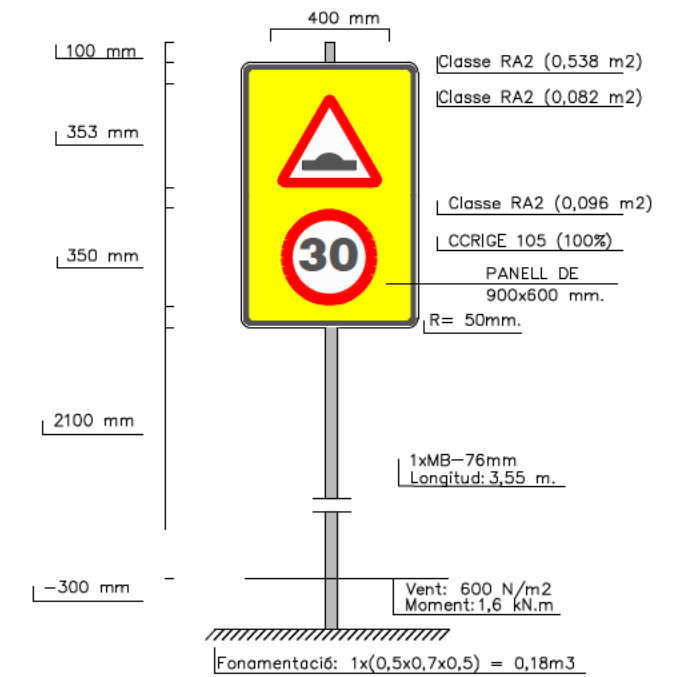 400 mm
100 mm
Classe RA2 (0,538 m2)
Classe RA2 (0,082 m2)
353 mm
Classe RA2 (0,096 m2)
CCRIGE 105 (100%)
350 mm
30
PANELL DE
900x600 mm.
R= 50mm.
2100 mm
1xMB-76mm
Longitud: 3,55 m.
-300 mm
Vent: 600 N/m2
Moment: 1,6 kN.m
Fonamentació: 1x(0,5x0,7x0,5) = 0,18m3